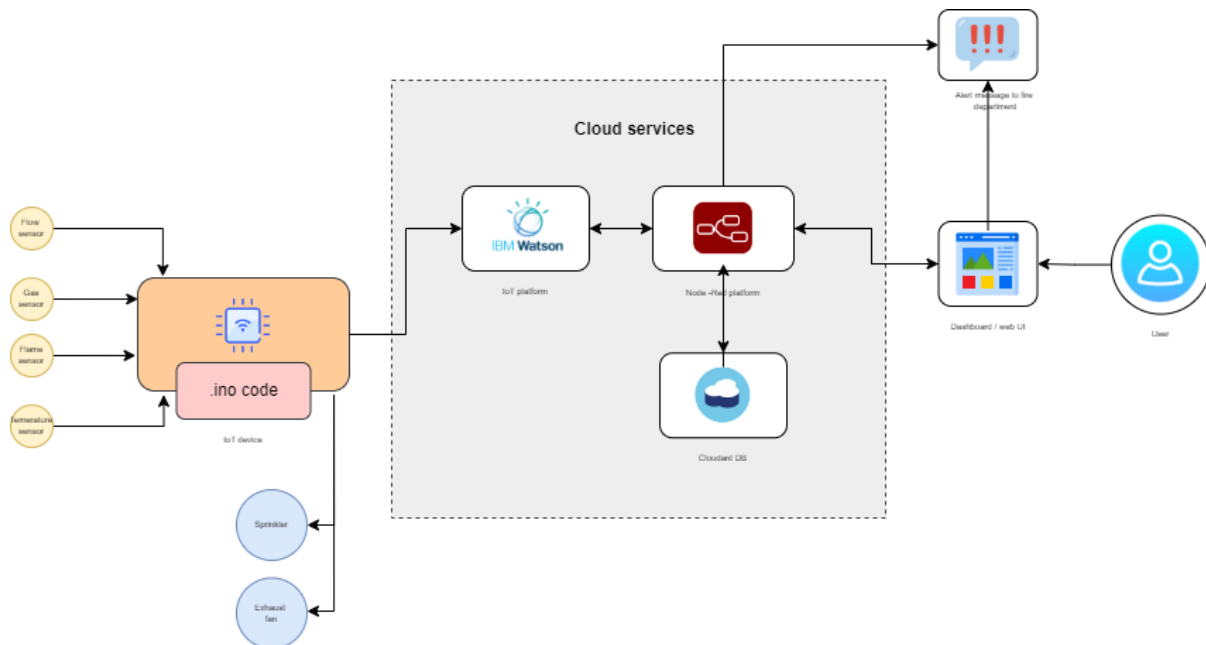 Alert message to fire
department
Cloud services
Flow
sensor
IBM Watson
Gas
sensor
IoT platform
Node -Red platform
Dashboard / web UI
User
Flame
sensor
.ino code
Temerature
sensor
IoT device
Cloudant DB
Sprinkler
Exhaust
fan